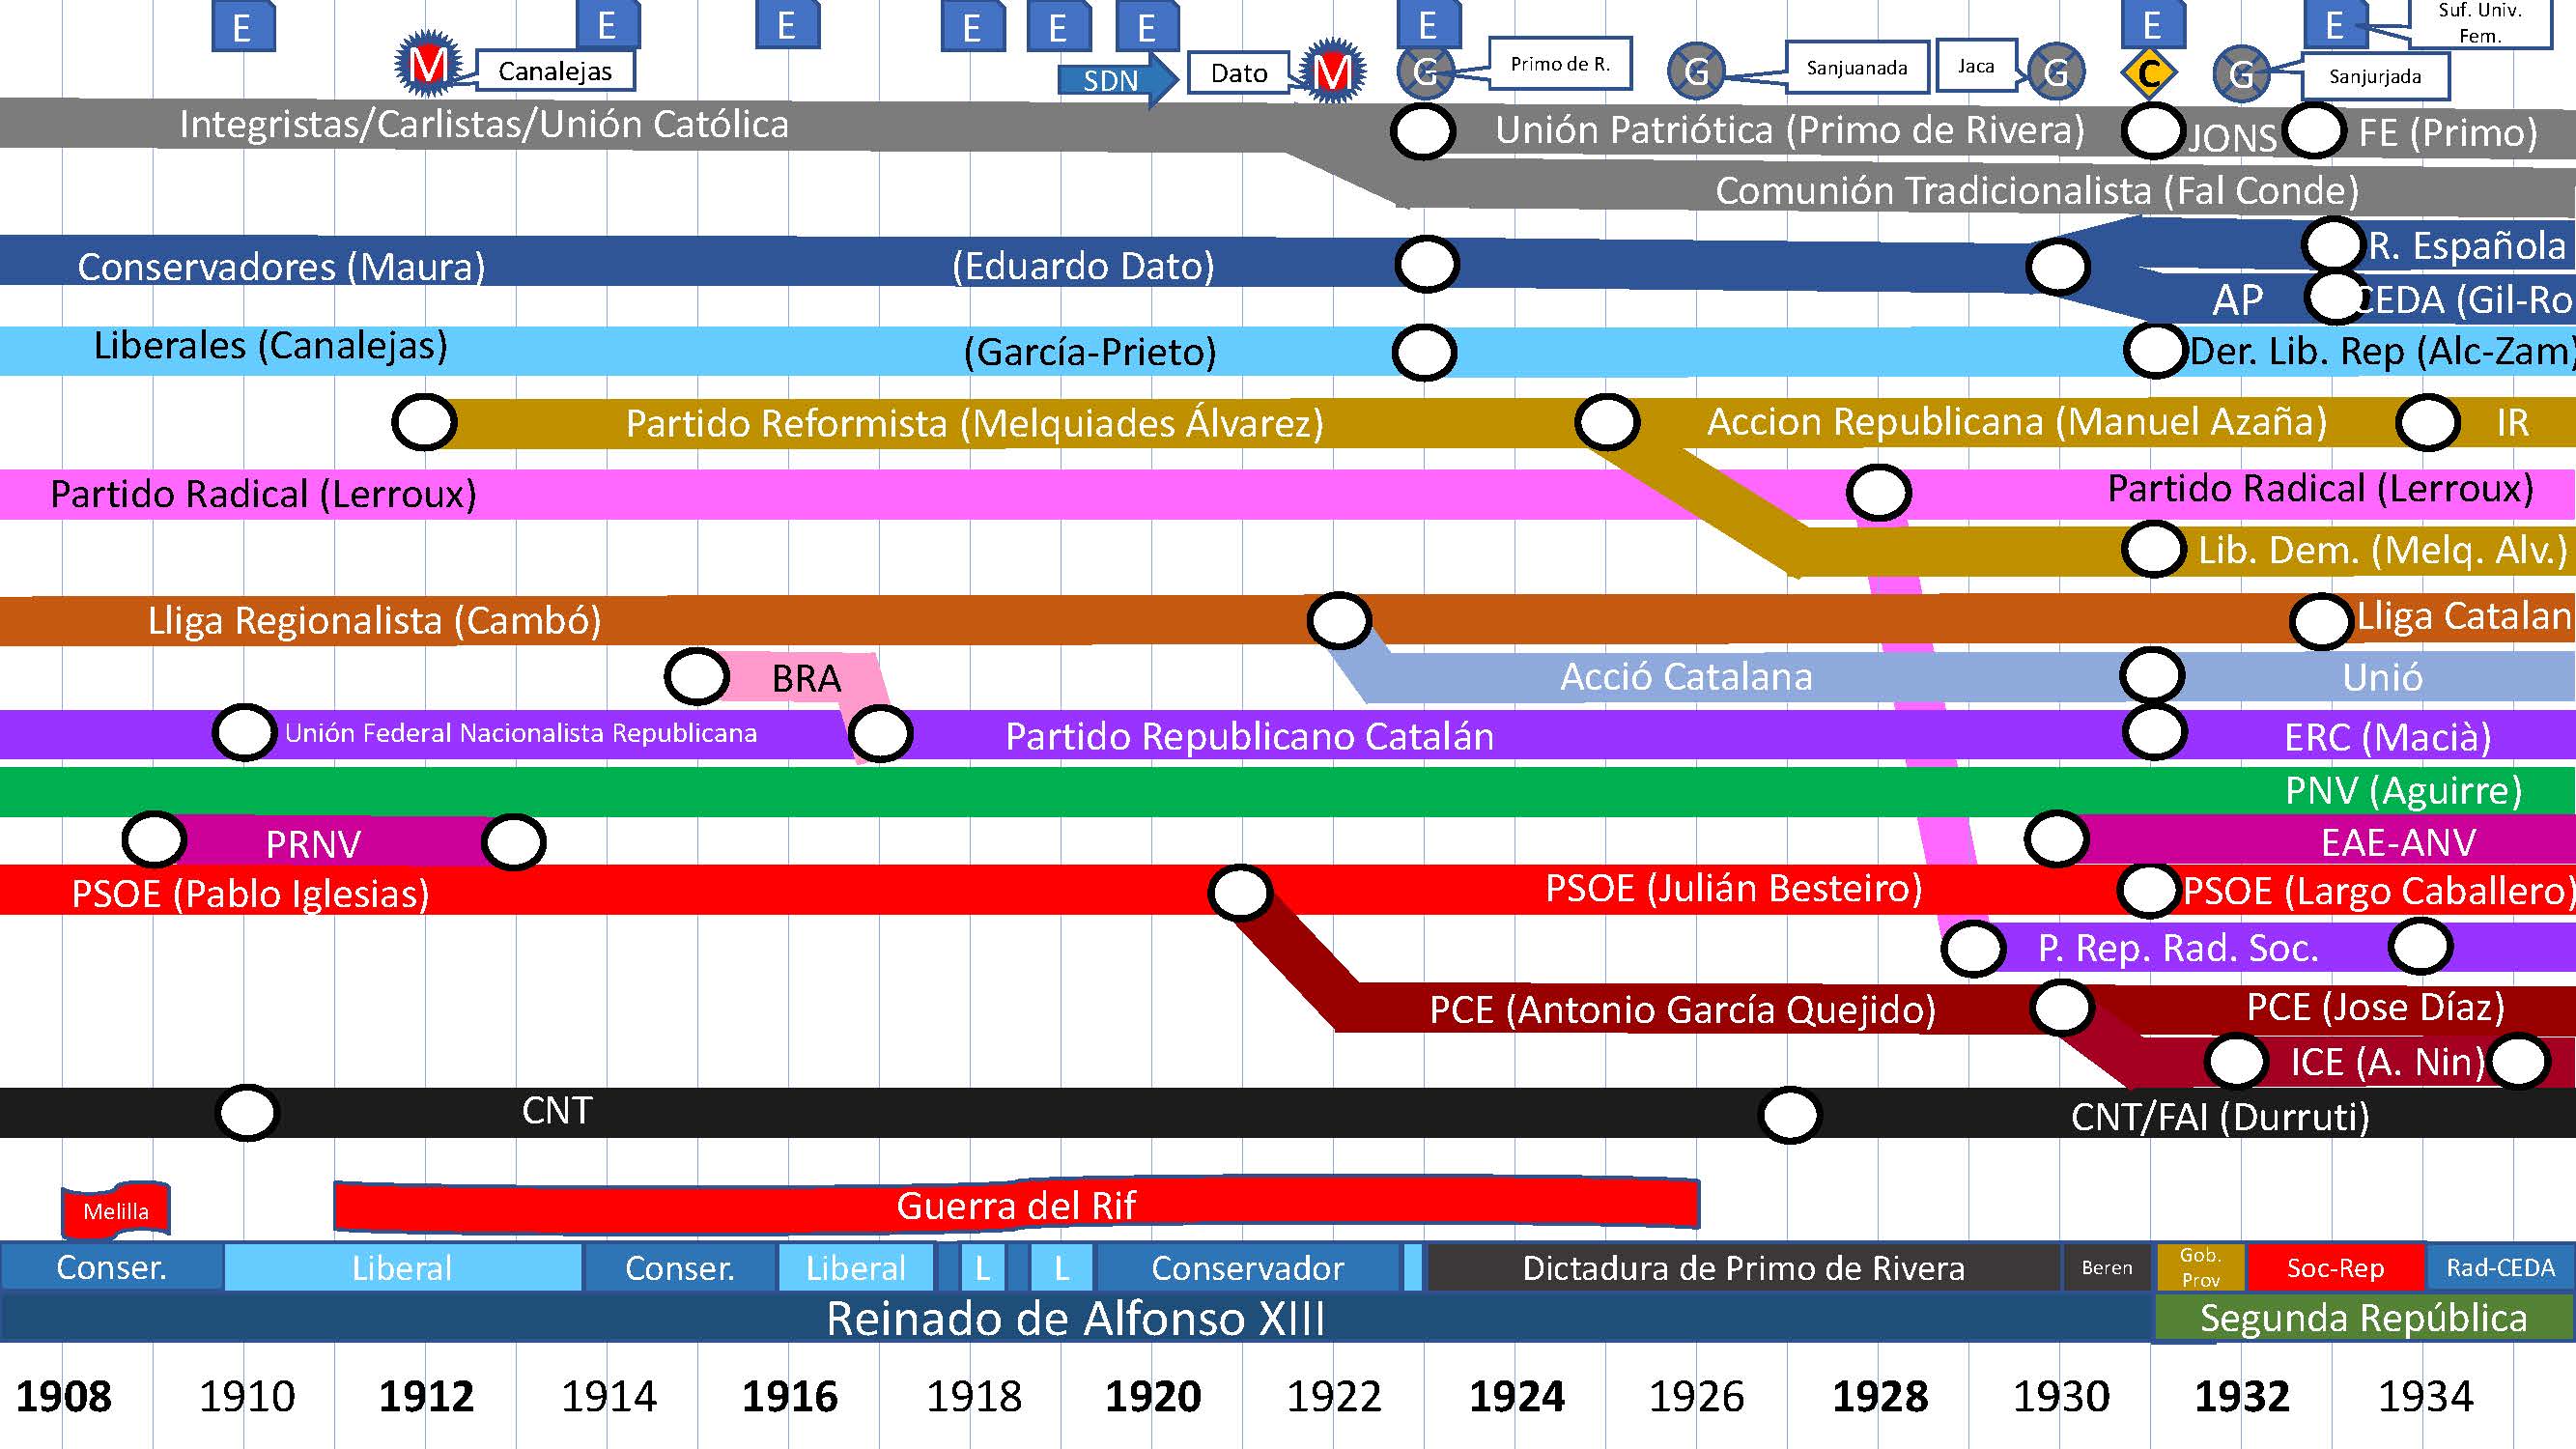 E E E E E E E E E
Suf. Univ.
Fem.
M Canalejas SDN Dato M G Primo de R. G Sanjuanada Jaca G C G Sanjurjada
Integristas/Carlistas/Unión Católica Unión Patriótica (Primo de Rivera) JONS FE (Primo)
Comunión Tradicionalista (Fal Conde)
R. Española
Conservadores (Maura) (Eduardo Dato)
AP CEDA (Gil-Ro
Liberales (Canalejas) (García-Prieto) Der. Lib. Rep (Alc-Zam)
Partido Reformista (Melquiades Álvarez) Accion Republicana (Manuel Azaña) IR
Partido Radical (Lerroux) Partido Radical (Lerroux)
Lib. Dem. (Melq. Alv.)
Lliga Regionalista (Cambó) Lliga Catalan
BRA Acció Catalana Unió
Unión Federal Nacionalista Republicana Partido Republicano Catalán ERC (Macià)
PNV (Aguirre)
PRNV EAE-ANV
PSOE (Pablo Iglesias) PSOE (Julián Besteiro) PSOE (Largo Caballero)
P. Rep. Rad. Soc.
PCE (Antonio García Quejido) PCE (Jose Díaz)
ICE (A. Nin)
CNT CNT/FAI (Durruti)
Melilla Guerra del Rif
Conser. Liberal Conser. Liberal L L Conservador Dictadura de Primo de Rivera Beren Gob.
Prov Soc-Rep Rad-CEDA
Reinado de Alfonso XIII Segunda República
1908 1910 1912 1914 1916 1918 1920 1922 1924 1926 1928 1930 1932 1934